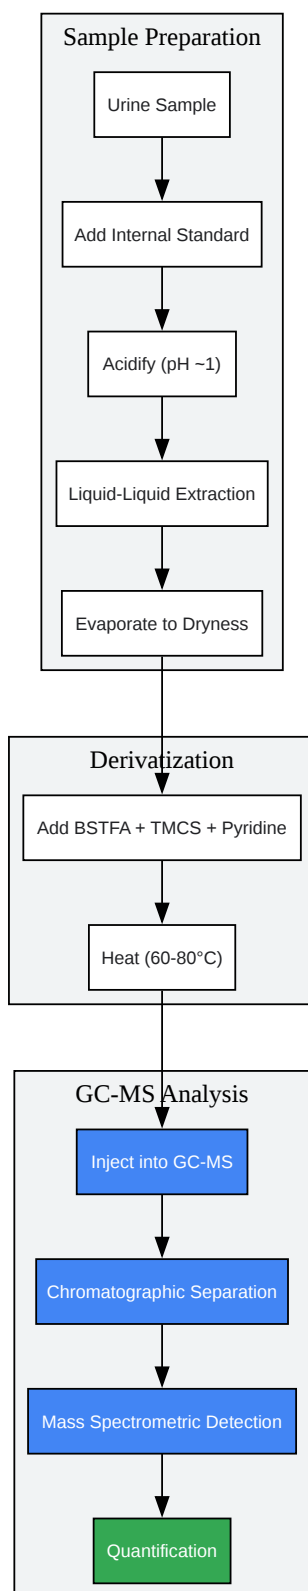 Sample Preparation
Urine Sample
Add Internal Standard
Acidify (pH ~1)
Liquid-Liquid Extraction
Evaporate to Dryness
Derivatization
Add BSTFA + TMCS + Pyridine
Heat (60-80°C)
GC-MS Analysis
Inject into GC-MS
Chromatographic Separation
Mass Spectrometric Detection
Quantification